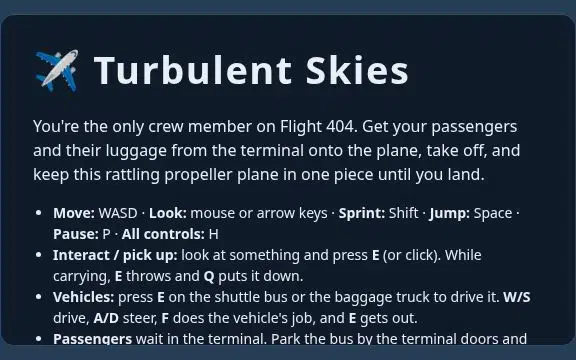 ✈️ Turbulent Skies
You're the only crew member on Flight 404. Get your passengers
and their luggage from the terminal onto the plane, take off, and
keep this rattling propeller plane in one piece until you land.
• Move: WASD · Look: mouse or arrow keys · Sprint: Shift · Jump: Space ·
Pause: P · All controls: H
• Interact / pick up: look at something and press E (or click). While
carrying, E throws and Q puts it down.
• Vehicles: press E on the shuttle bus or the baggage truck to drive it. W/S
drive, A/D steer, F does the vehicle's job, and E gets out.
• Passengers wait in the terminal. Park the bus by the terminal doors and